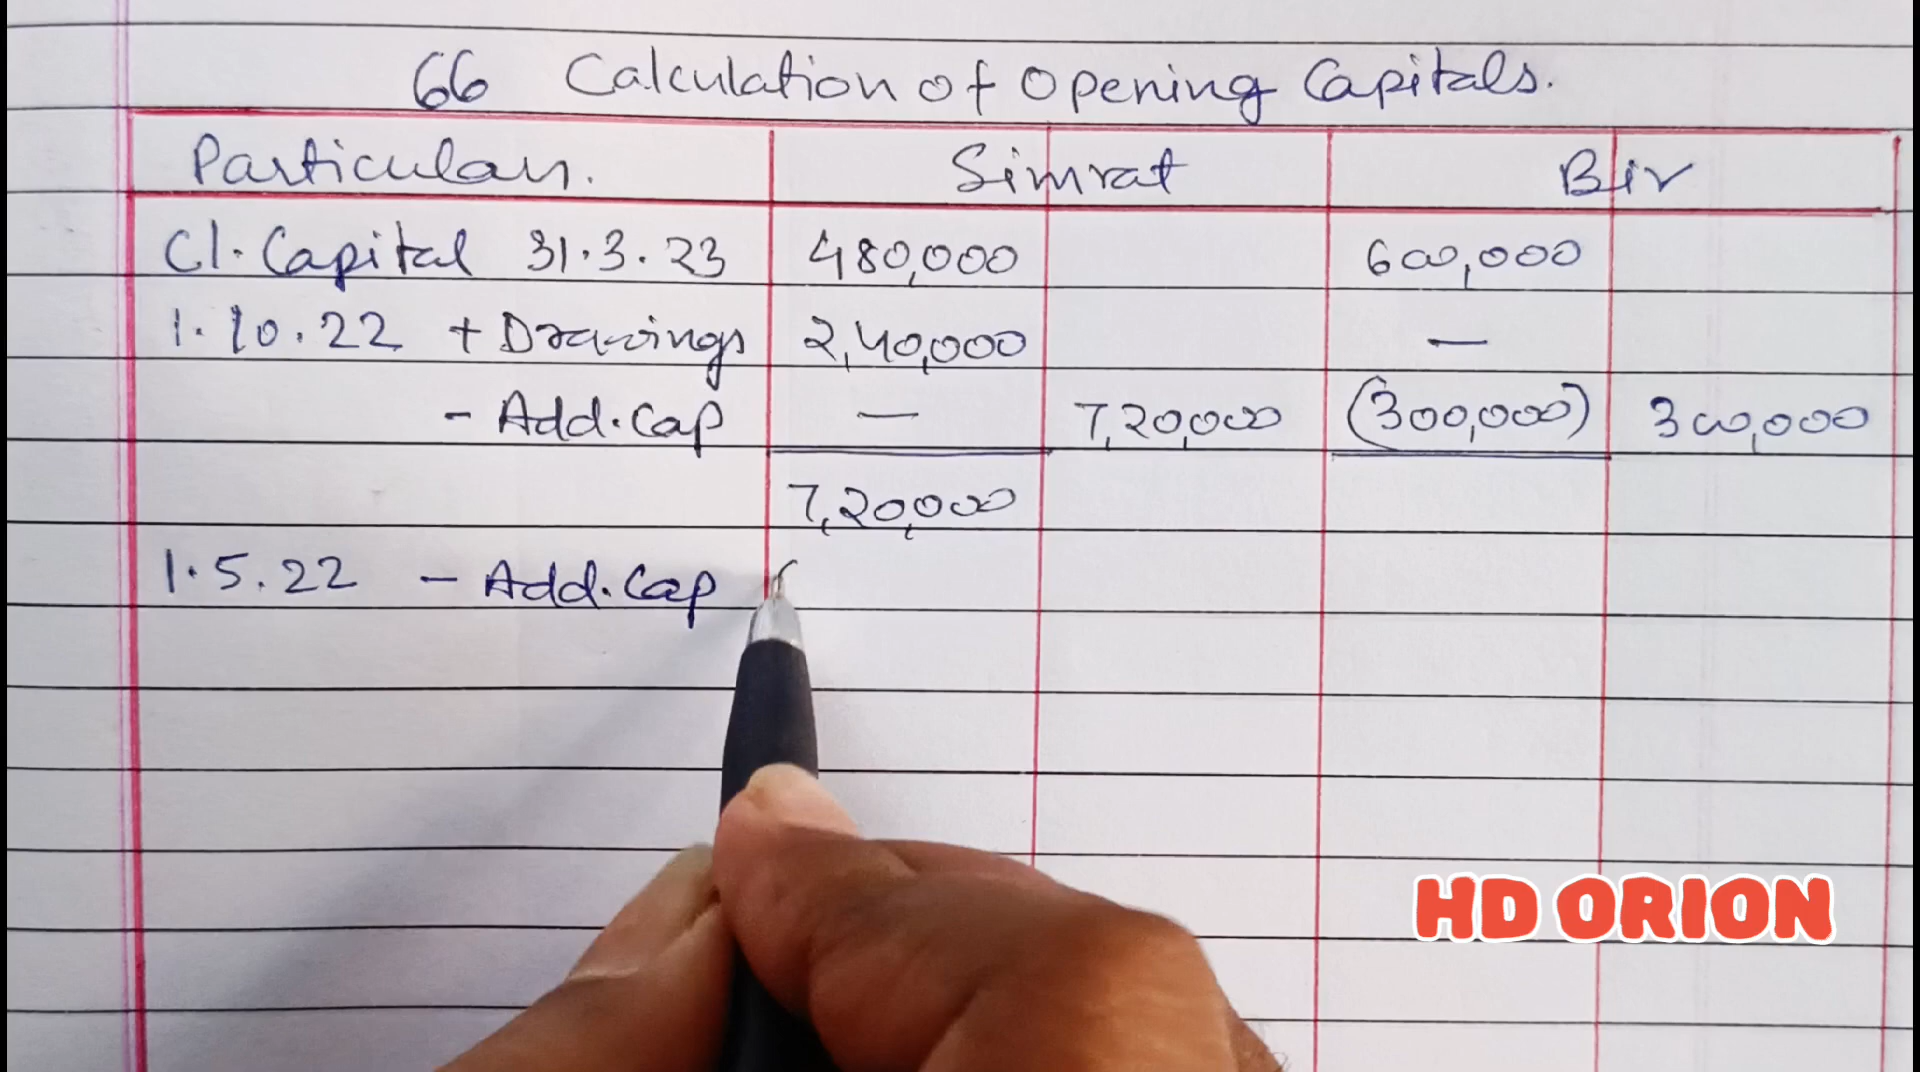 66 Calculation of Opening Capitals.
Particulars. Simrat Bir
Cl. Capital 31.3.23 480,000 600,000
1.10.22 + Drawings 2,40,000 —
- Add. Cap — 7,20,000 (300,000) 300,000
7,20,000
1.5.22 - Add. Cap (
HD ORION